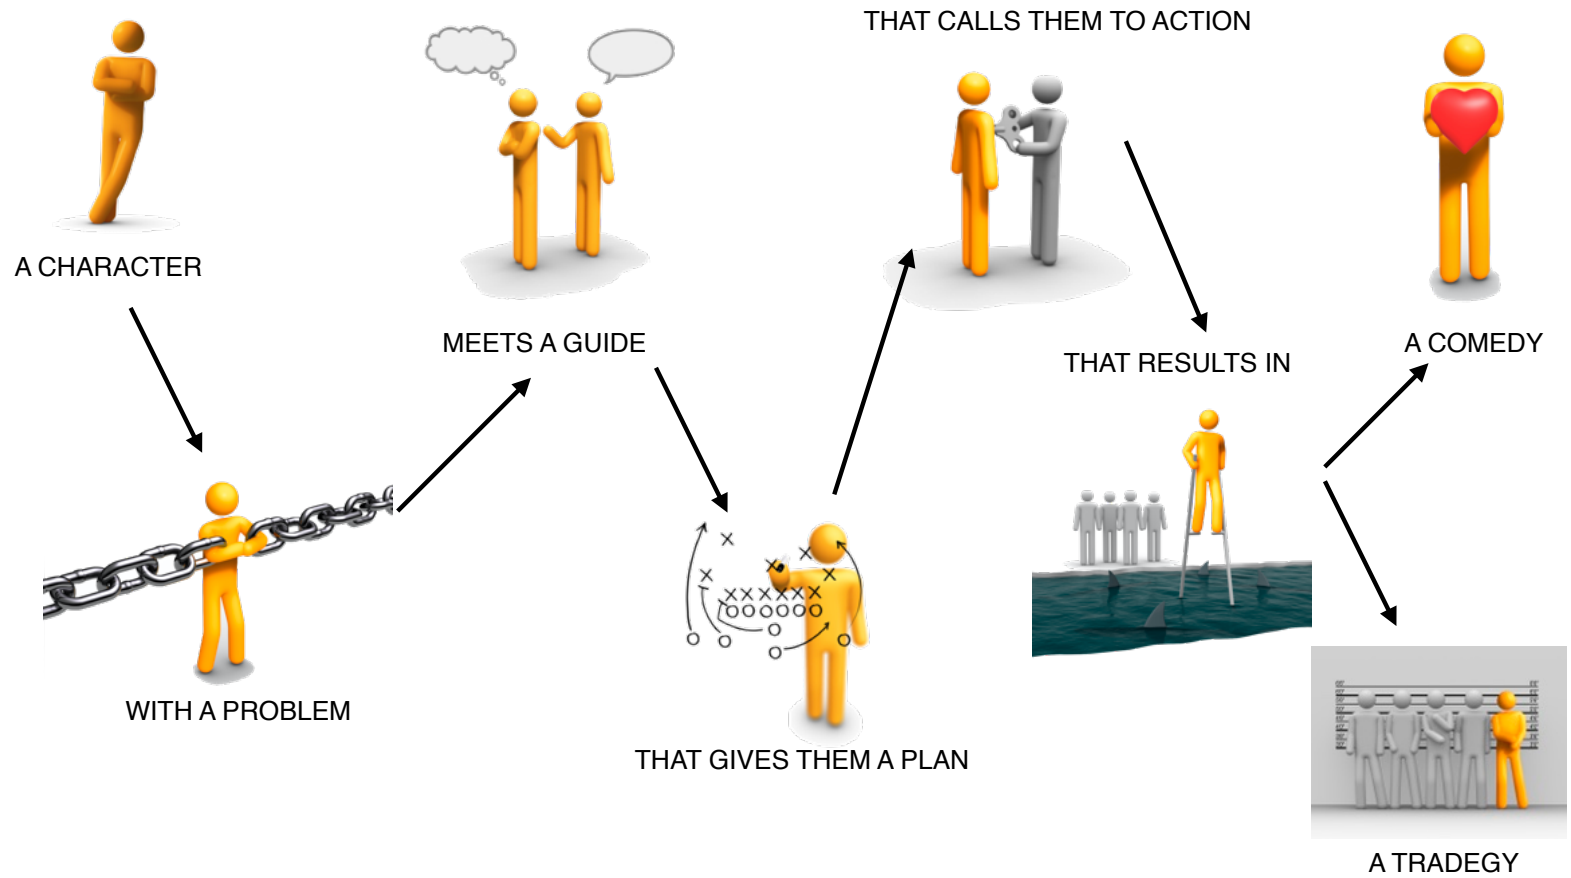 A CHARACTER
WITH A PROBLEM
MEETS A GUIDE
THAT GIVES THEM A PLAN
THAT CALLS THEM TO ACTION
THAT RESULTS IN
A COMEDY
A TRADEGY